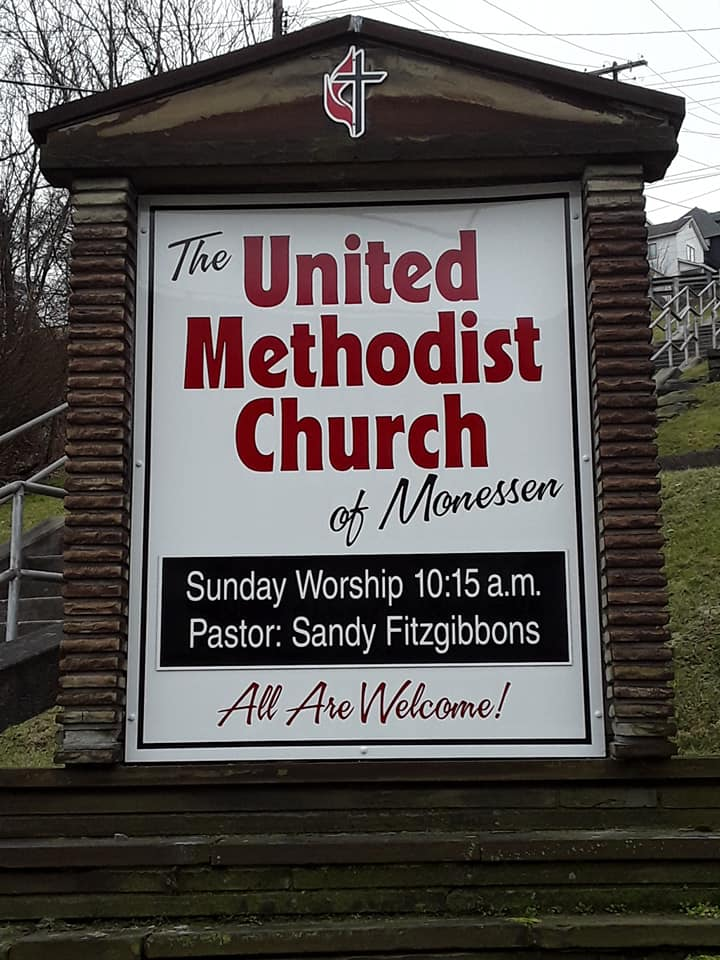 The United
Methodist
Church
of Monessen
Sunday Worship 10:15 a.m.
Pastor: Sandy Fitzgibbons
All Are Welcome!